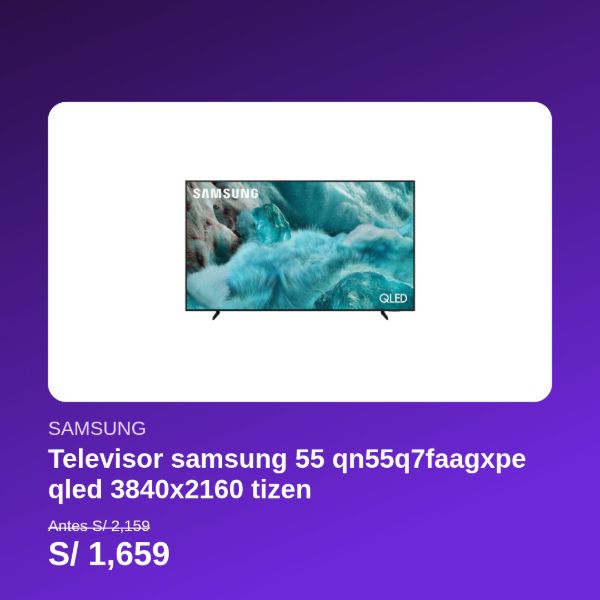 SAMSUNG
QLED
SAMSUNG
Televisor samsung 55 qn55q7faagxpe
qled 3840x2160 tizen
Antes S/ 2,159
S/ 1,659